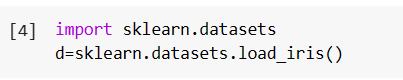 [4] import sklearn.datasets
d=sklearn.datasets.load_iris()